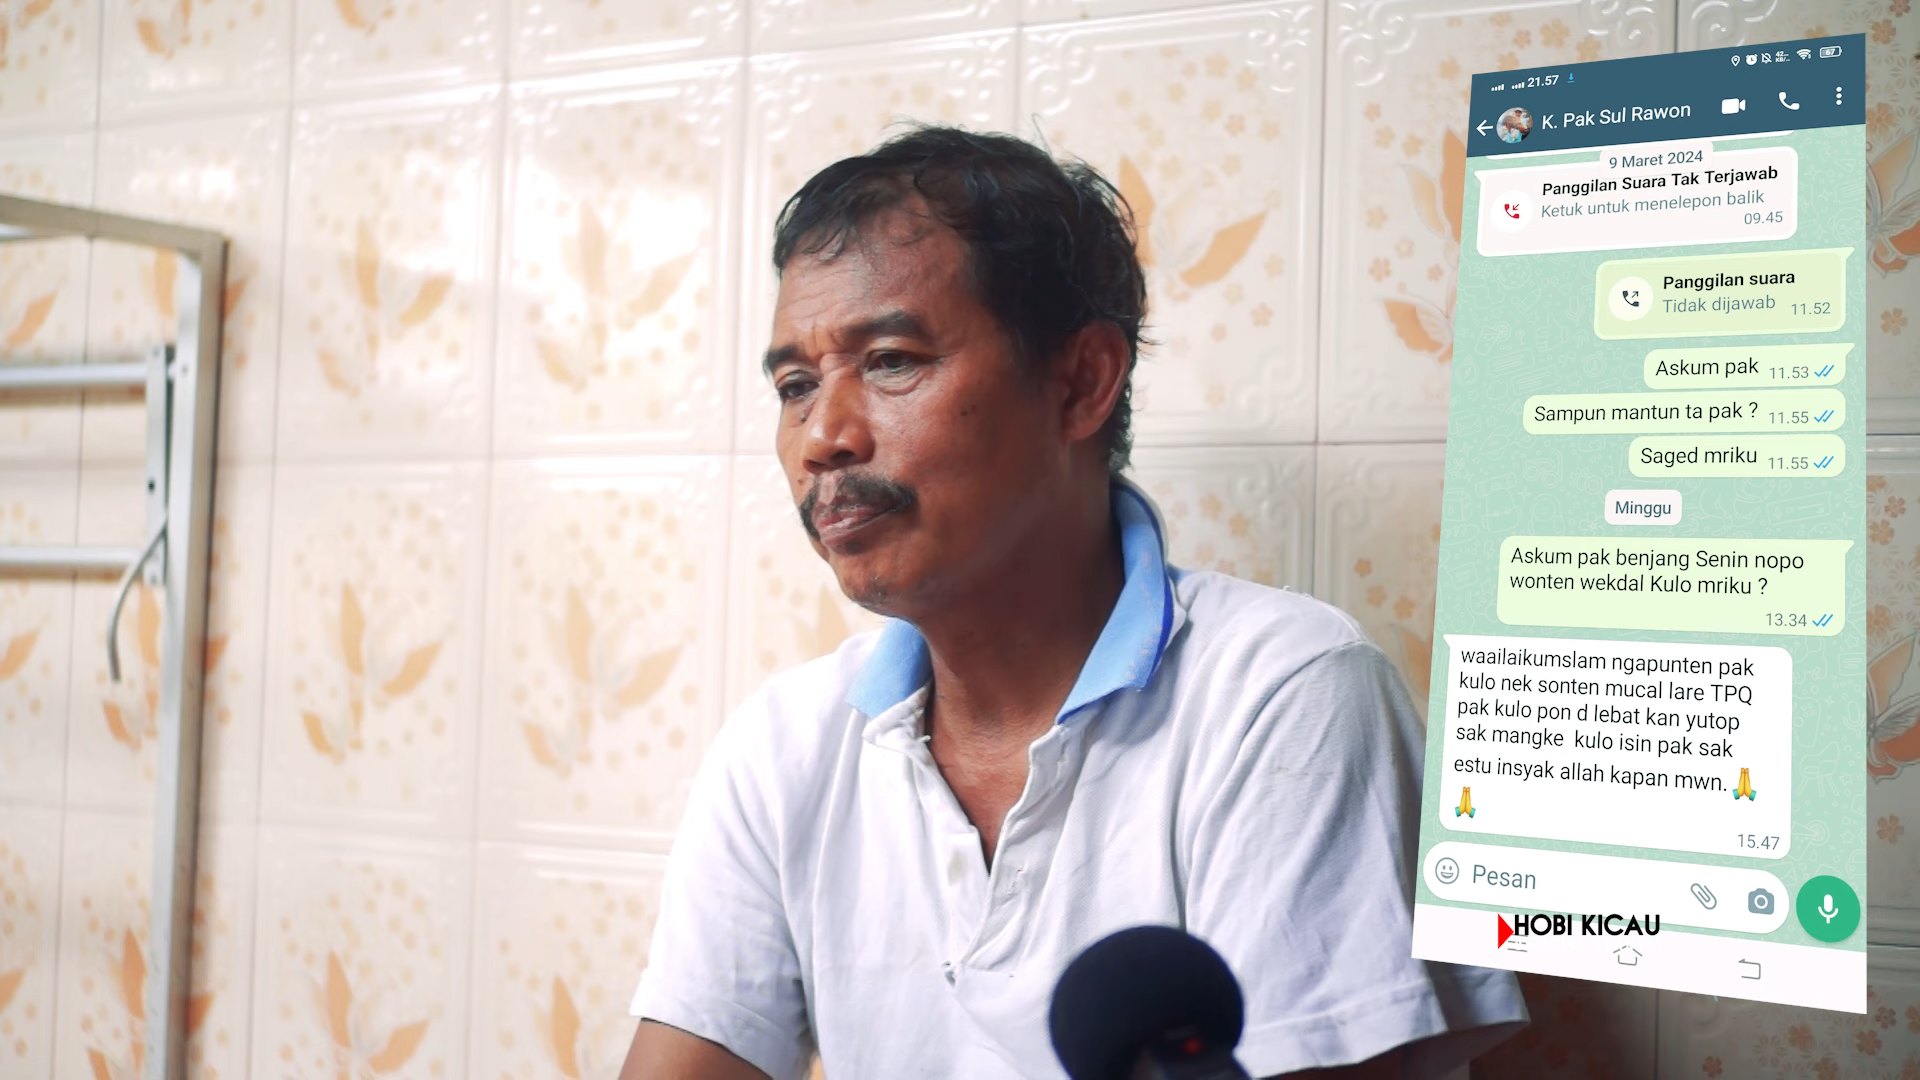 21.57
67
K. Pak Sul Rawon
9 Maret 2024
Panggilan Suara Tak Terjawab
Ketuk untuk menelepon balik
09.45
Panggilan suara
Tidak dijawab 11.52
Askum pak 11.53
Sampun mantun ta pak ? 11.55
Saged mriku 11.55
Minggu
Askum pak benjang Senin nopo
wonten wekdal Kulo mriku ?
13.34
waailaikumslam ngapunten pak
kulo nek sonten mucal lare TPQ
pak kulo pon d lebat kan yutop
sak mangke kulo isin pak sak
estu insyak allah kapan mwn.
15.47
Pesan
HOBI KICAU